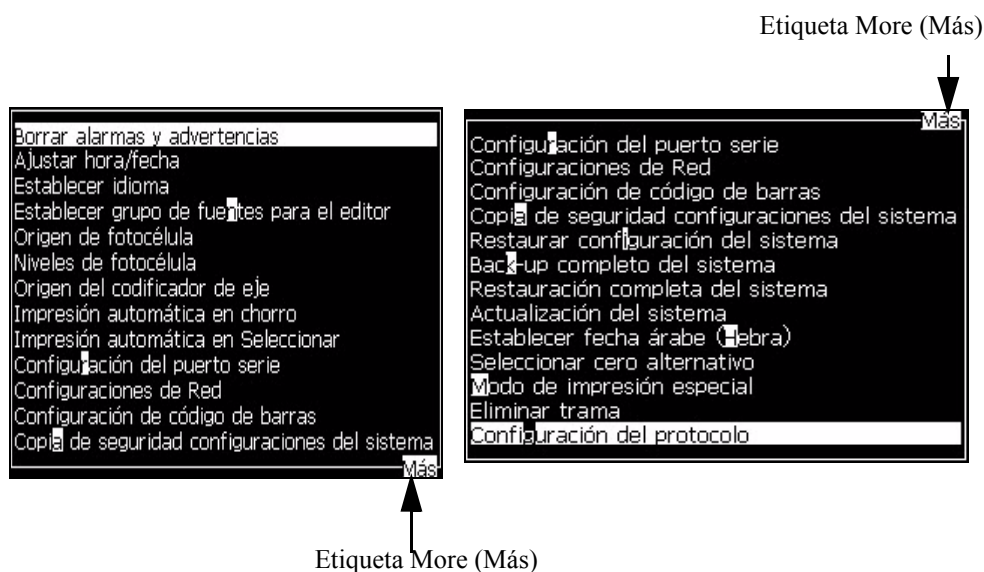 Etiqueta More (Más)
Borrar alarmas y advertencias
Ajustar hora/fecha
Establecer idioma
Establecer grupo de fuentes para el editor
Origen de fotocélula
Niveles de fotocélula
Origen del codificador de eje
Impresión automática en chorro
Impresión automática en Seleccionar
Configuración del puerto serie
Configuraciones de Red
Configuración de código de barras
Copia de seguridad configuraciones del sistema
Más
Más
Configuración del puerto serie
Configuraciones de Red
Configuración de código de barras
Copia de seguridad configuraciones del sistema
Restaurar configuración del sistema
Back-up completo del sistema
Restauración completa del sistema
Actualización del sistema
Establecer fecha árabe (Hebra)
Seleccionar cero alternativo
Modo de impresión especial
Eliminar trama
Configuración del protocolo
Etiqueta More (Más)